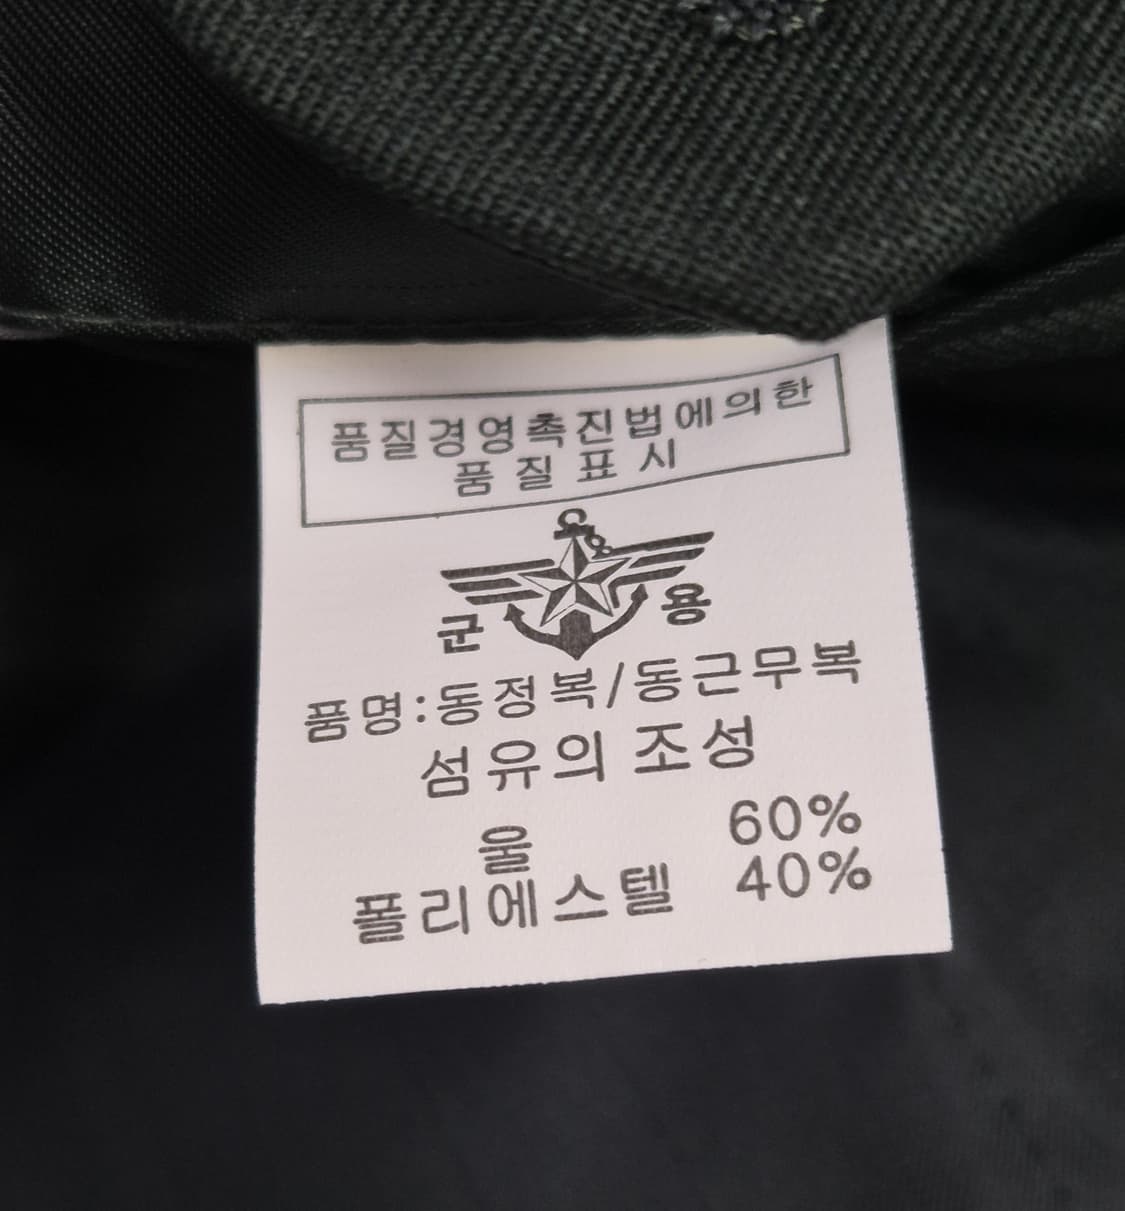 품질경영촉진법에의한
품질표시
군 용
품명:동정복/동근무복
섬유의 조성
울 60%
폴리에스텔 40%